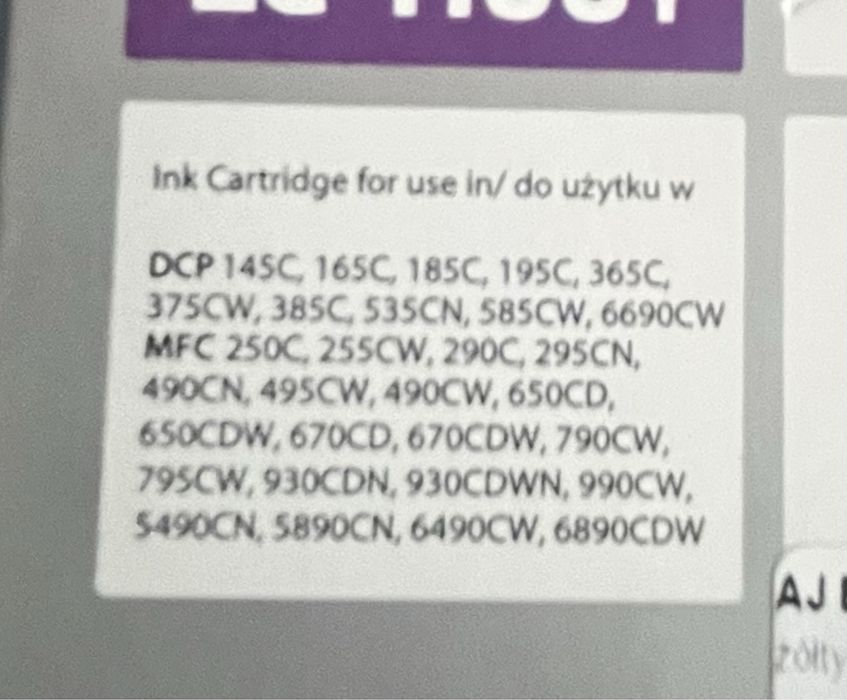 Ink Cartridge for use in/ do użytku w
DCP 145C, 165C, 185C, 195C, 365C,
375CW, 385C, 535CN, 585CW, 6690CW
MFC 250C, 255CW, 290C, 295CN,
490CN, 495CW, 490CW, 650CD,
650CDW, 670CD, 670CDW, 790CW,
795CW, 930CDN, 930CDWN, 990CW,
5490CN, 5890CN, 6490CW, 6890CDW
AJ
żółty